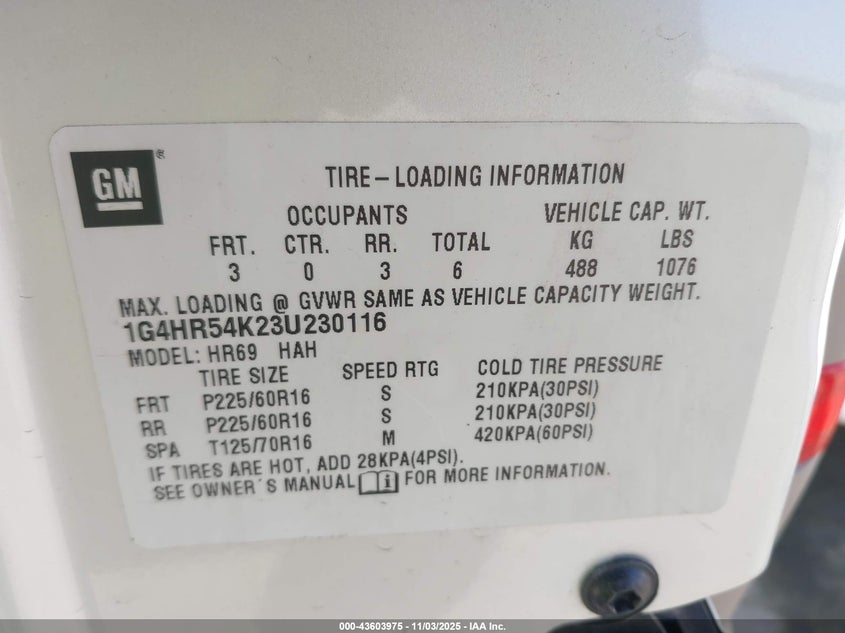 GM®
TIRE-LOADING INFORMATION
OCCUPANTS VEHICLE CAP. WT.
FRT. CTR. RR. TOTAL KG LBS
3 0 3 6 488 1076
MAX. LOADING @ GVWR SAME AS VEHICLE CAPACITY WEIGHT.
1G4HR54K23U230116
MODEL: HR69 HAH
TIRE SIZE SPEED RTG COLD TIRE PRESSURE
FRT P225/60R16 S 210KPA(30PSI)
RR P225/60R16 S 210KPA(30PSI)
SPA T125/70R16 M 420KPA(60PSI)
IF TIRES ARE HOT, ADD 28KPA(4PSI).
SEE OWNER´S MANUAL i FOR MORE INFORMATION.
000-43603975 - 11/03/2025 - IAA Inc.